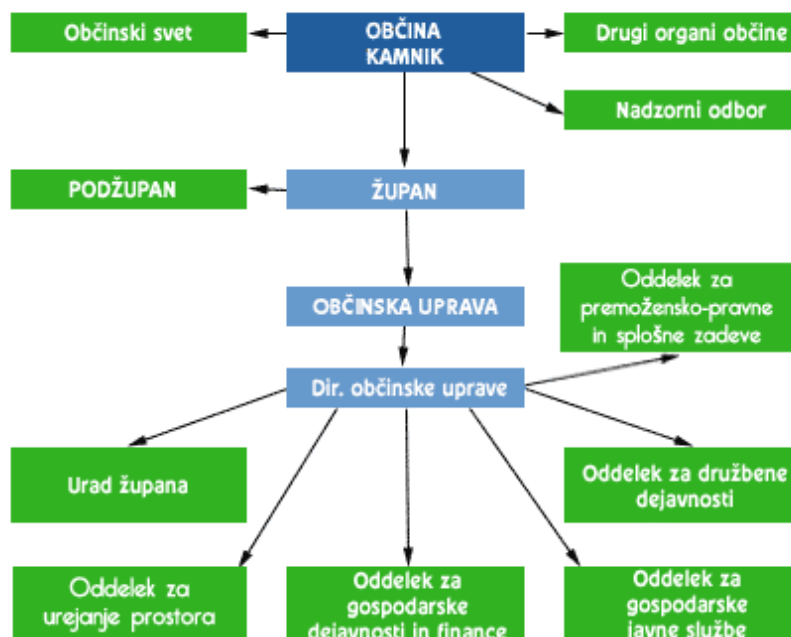 Občinski svet
OBČINA
KAMNIK
Drugi organi občine
Nadzorni odbor
PODŽUPAN
ŽUPAN
OBČINSKA UPRAVA
Oddelek za
premoženjsko-pravne
in splošne zadeve
Dir. občinske uprave
Urad župana
Oddelek za družbene
dejavnosti
Oddelek za
urejanje prostora
Oddelek za
gospodarske
dejavnosti in finance
Oddelek za
gospodarske
javne službe